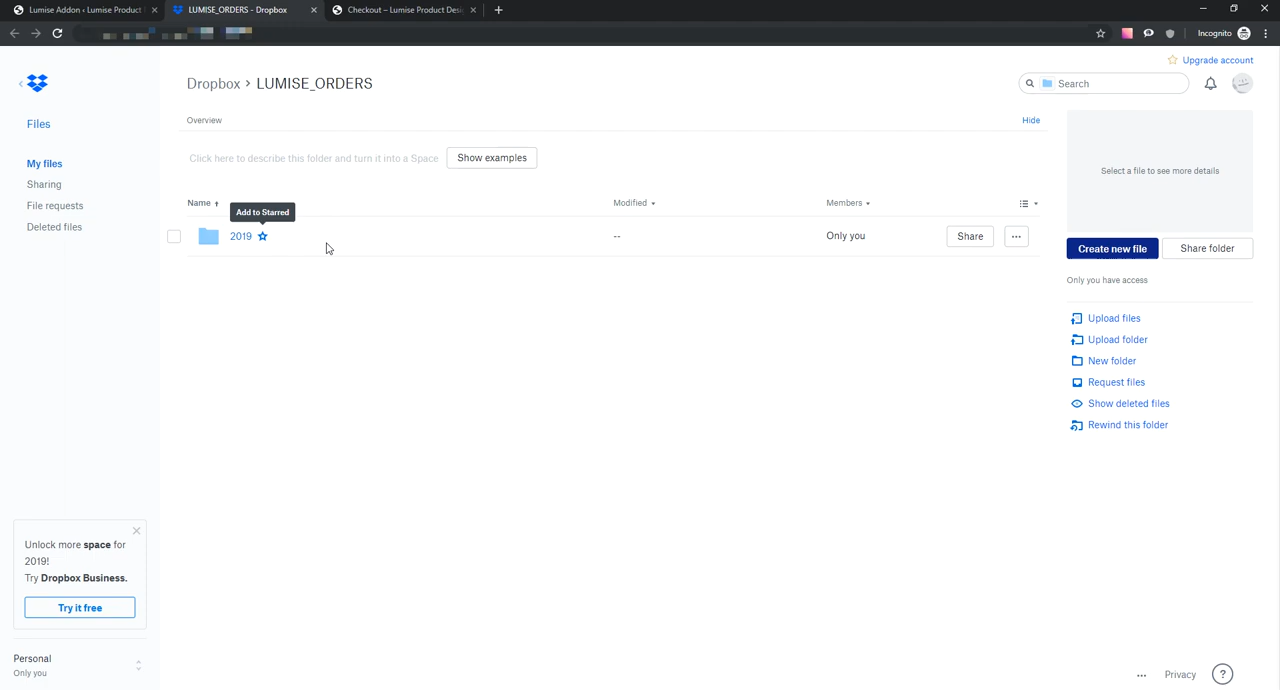 Lumise Addon ‹ Lumise Product
LUMISE_ORDERS - Dropbox
Checkout – Lumise Product Desi
Incognito
Upgrade account
Dropbox › LUMISE_ORDERS
Search
Files
Overview
Hide
My files
Click here to describe this folder and turn it into a Space
Show examples
Select a file to see more details
Sharing
File requests
Deleted files
Name
Modified
Members
Add to Starred
2019
--
Only you
Share
Create new file
Share folder
Only you have access
Upload files
Upload folder
New folder
Request files
Show deleted files
Rewind this folder
Unlock more space for
2019!
Try Dropbox Business.
Try it free
Personal
Only you
Privacy
?